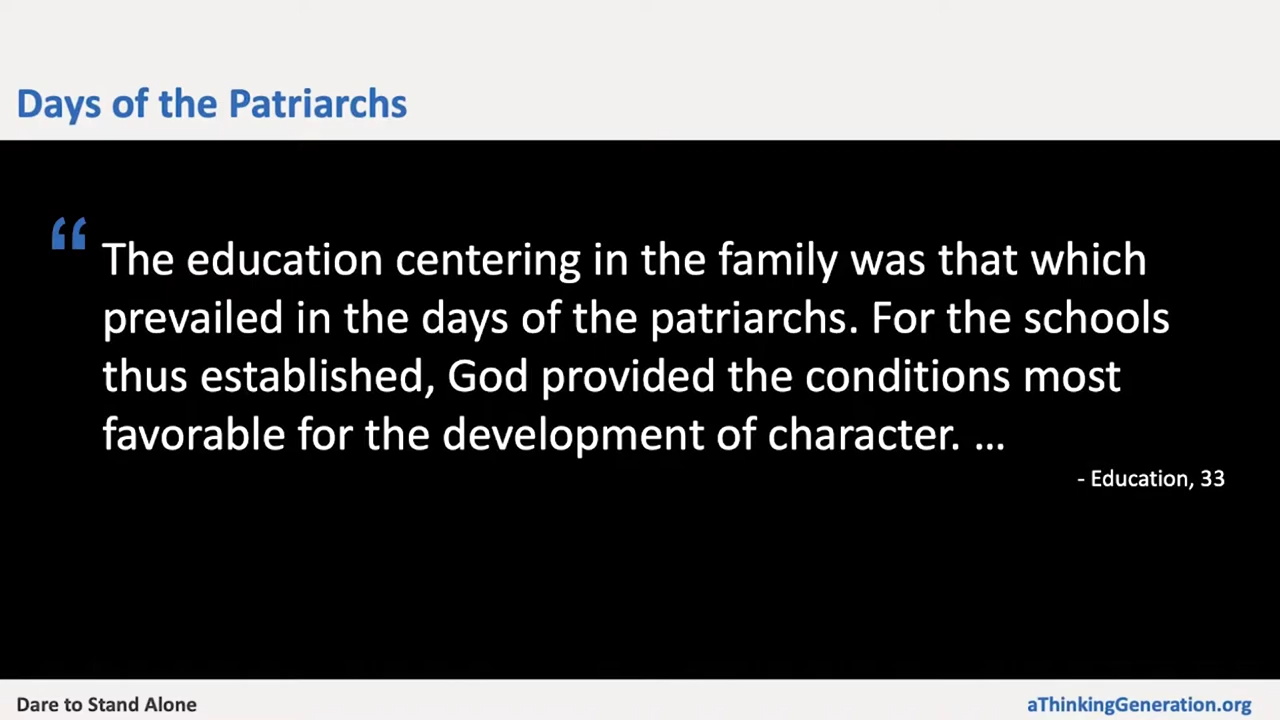 Days of the Patriarchs
“
The education centering in the family was that which
prevailed in the days of the patriarchs. For the schools
thus established, God provided the conditions most
favorable for the development of character. ...
- Education, 33
Dare to Stand Alone
aThinkingGeneration.org